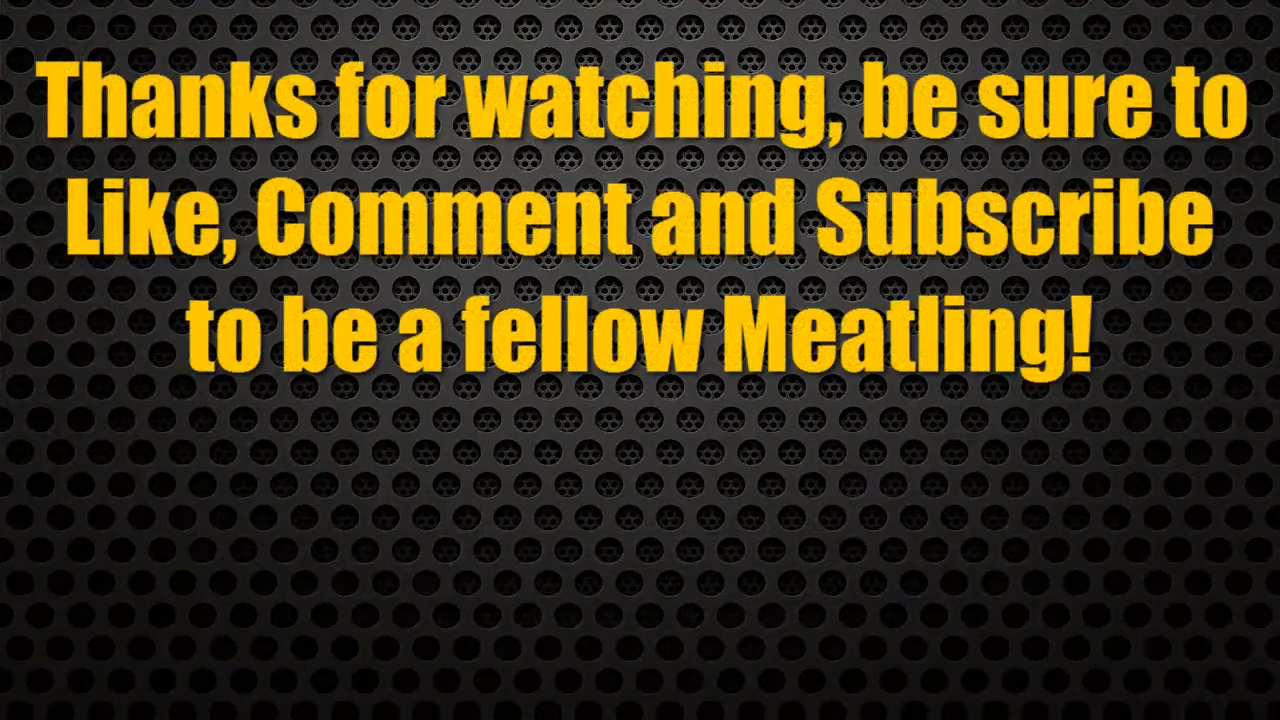 Thanks for watching, be sure to
Like, Comment and Subscribe
to be a fellow Meatling!